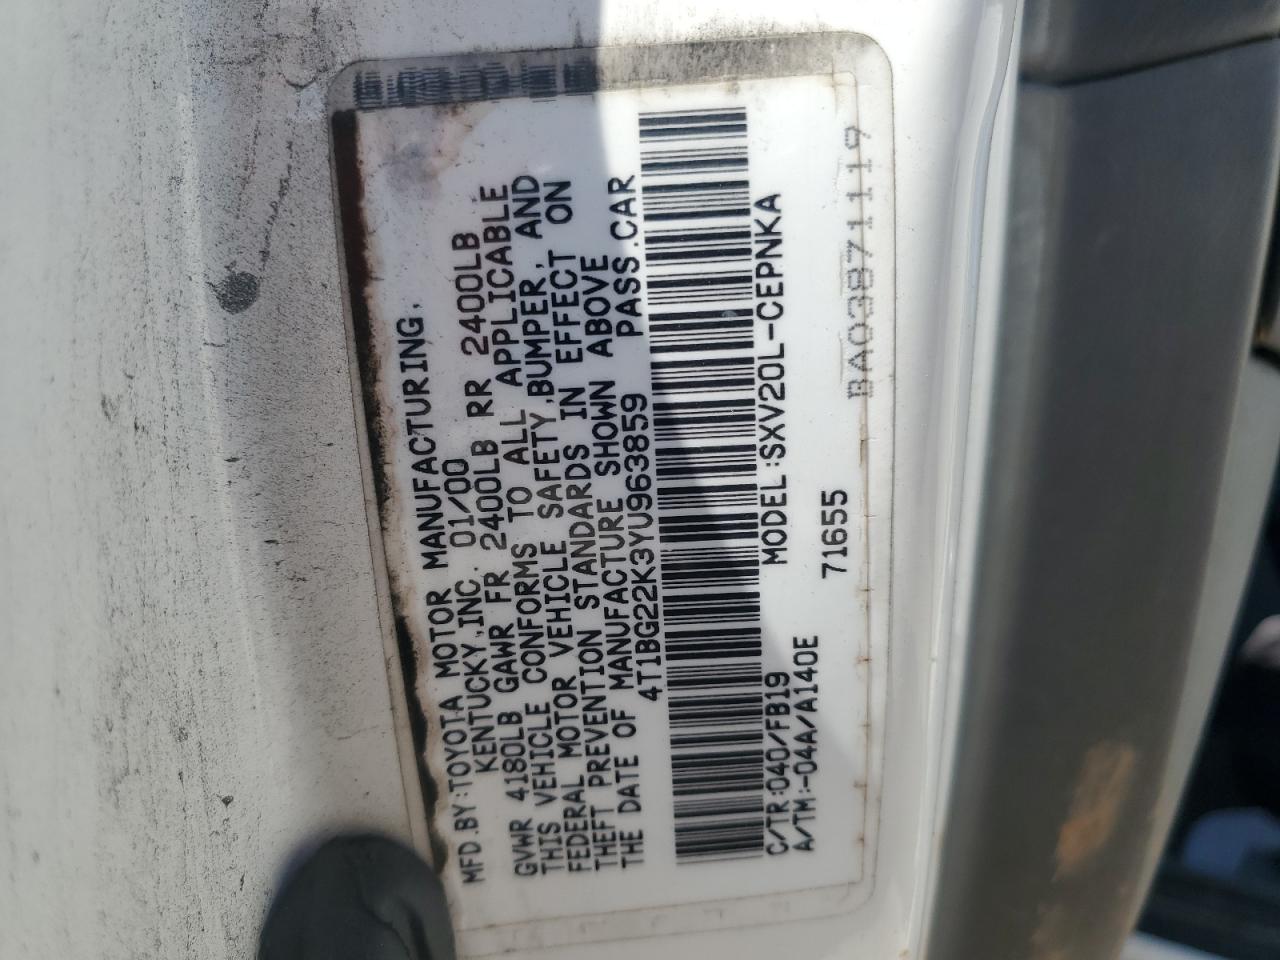 MFD.BY:TOYOTA MOTOR MANUFACTURING,
KENTUCKY,INC 01/00
GVWR 4180LB GAWR FR 2400LB RR 2400LB
THIS VEHICLE CONFORMS TO ALL APPLICABLE
FEDERAL MOTOR VEHICLE SAFETY,BUMPER, AND
THEFT PREVENTION STANDARDS IN EFFECT ON
THE DATE OF MANUFACTURE SHOWN ABOVE
4T1BG22K3YU963859 PASS.CAR
C/TR:040/FB19 MODEL:SXV20L-CEPNKA
A/TM:-04A/A140E 71655
BA03871119